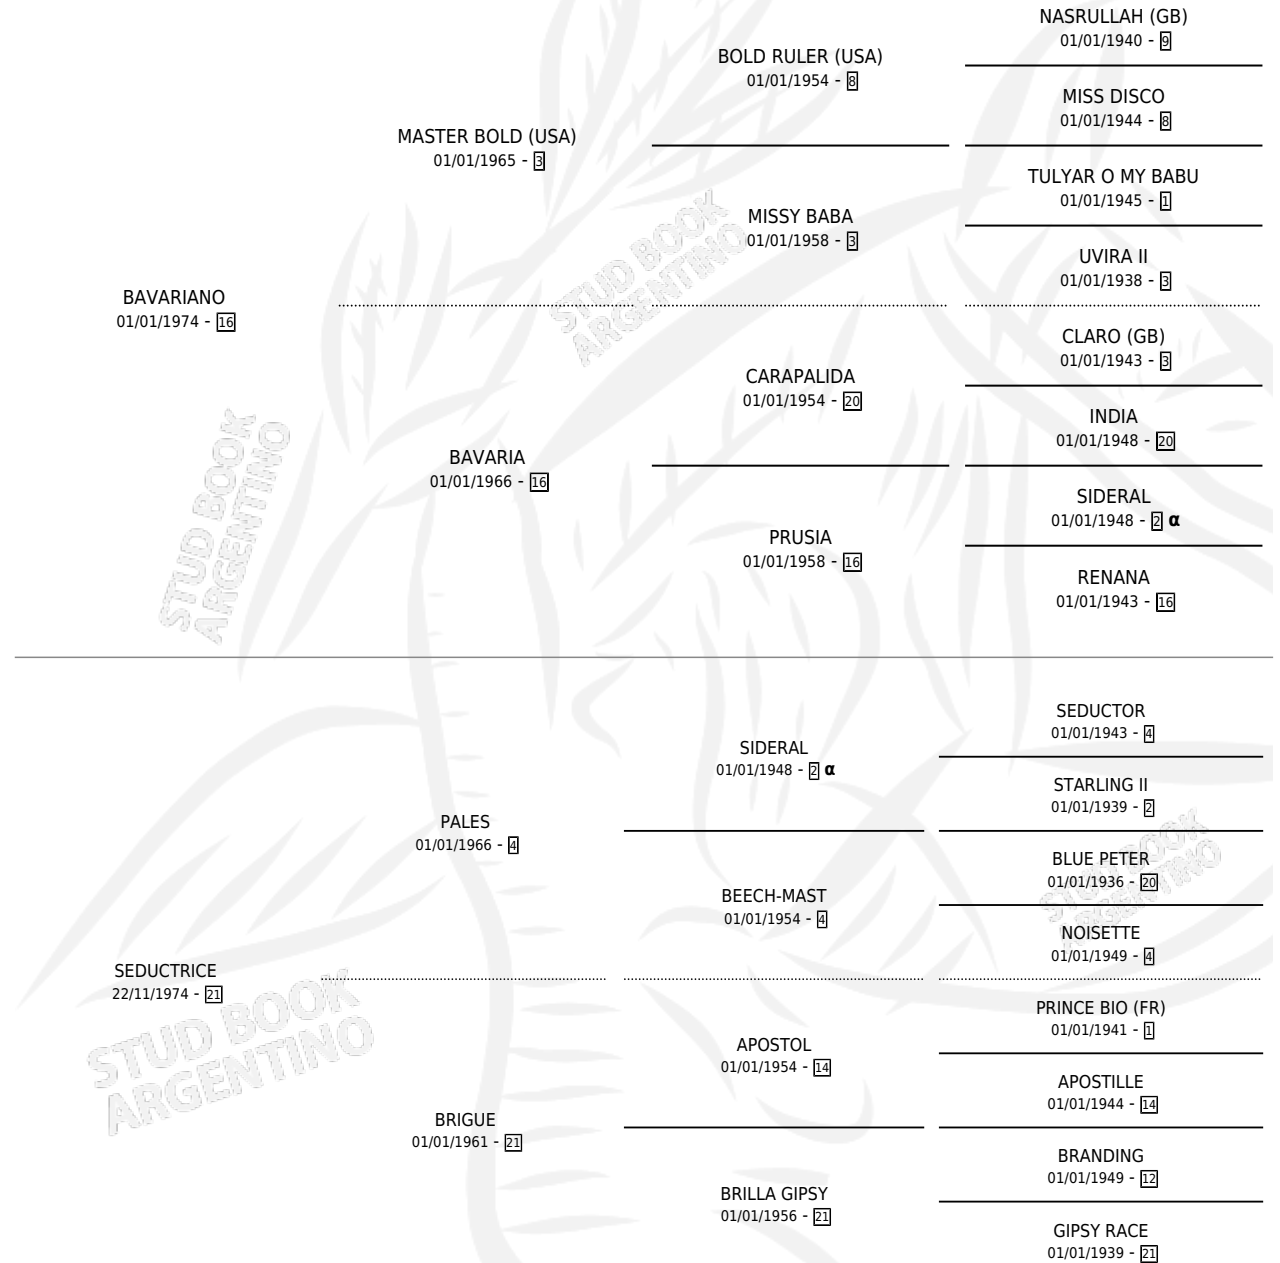 NASRULLAH (GB)
01/01/1940 - 9
BOLD RULER (USA)
01/01/1954 - 8
MISS DISCO
01/01/1944 - 8
MASTER BOLD (USA)
01/01/1965 - 3
TULYAR O MY BABU
01/01/1945 - 1
MISSY BABA
01/01/1958 - 3
UVIRA II
01/01/1938 - 3
BAVARIANO
01/01/1974 - 16
CLARO (GB)
01/01/1943 - 3
CARAPALIDA
01/01/1954 - 20
INDIA
01/01/1948 - 20
BAVARIA
01/01/1966 - 16
SIDERAL
01/01/1948 - 2 α
PRUSIA
01/01/1958 - 16
RENANA
01/01/1943 - 16
SEDUCTOR
01/01/1943 - 4
SIDERAL
01/01/1948 - 2 α
STARLING II
01/01/1939 - 2
PALES
01/01/1966 - 4
BLUE PETER
01/01/1936 - 20
BEECH-MAST
01/01/1954 - 4
NOISETTE
01/01/1949 - 4
SEDUCTRICE
22/11/1974 - 21
PRINCE BIO (FR)
01/01/1941 - 1
APOSTOL
01/01/1954 - 14
APOSTILLE
01/01/1944 - 14
BRIGUE
01/01/1961 - 21
BRANDING
01/01/1949 - 12
BRILLA GIPSY
01/01/1956 - 21
GIPSY RACE
01/01/1939 - 21
STUD BOOK
ARGENTINO
STUD BOOK
ARGENTINO
STUD BOOK
ARGENTINO
STUD BOOK
ARGENTINO